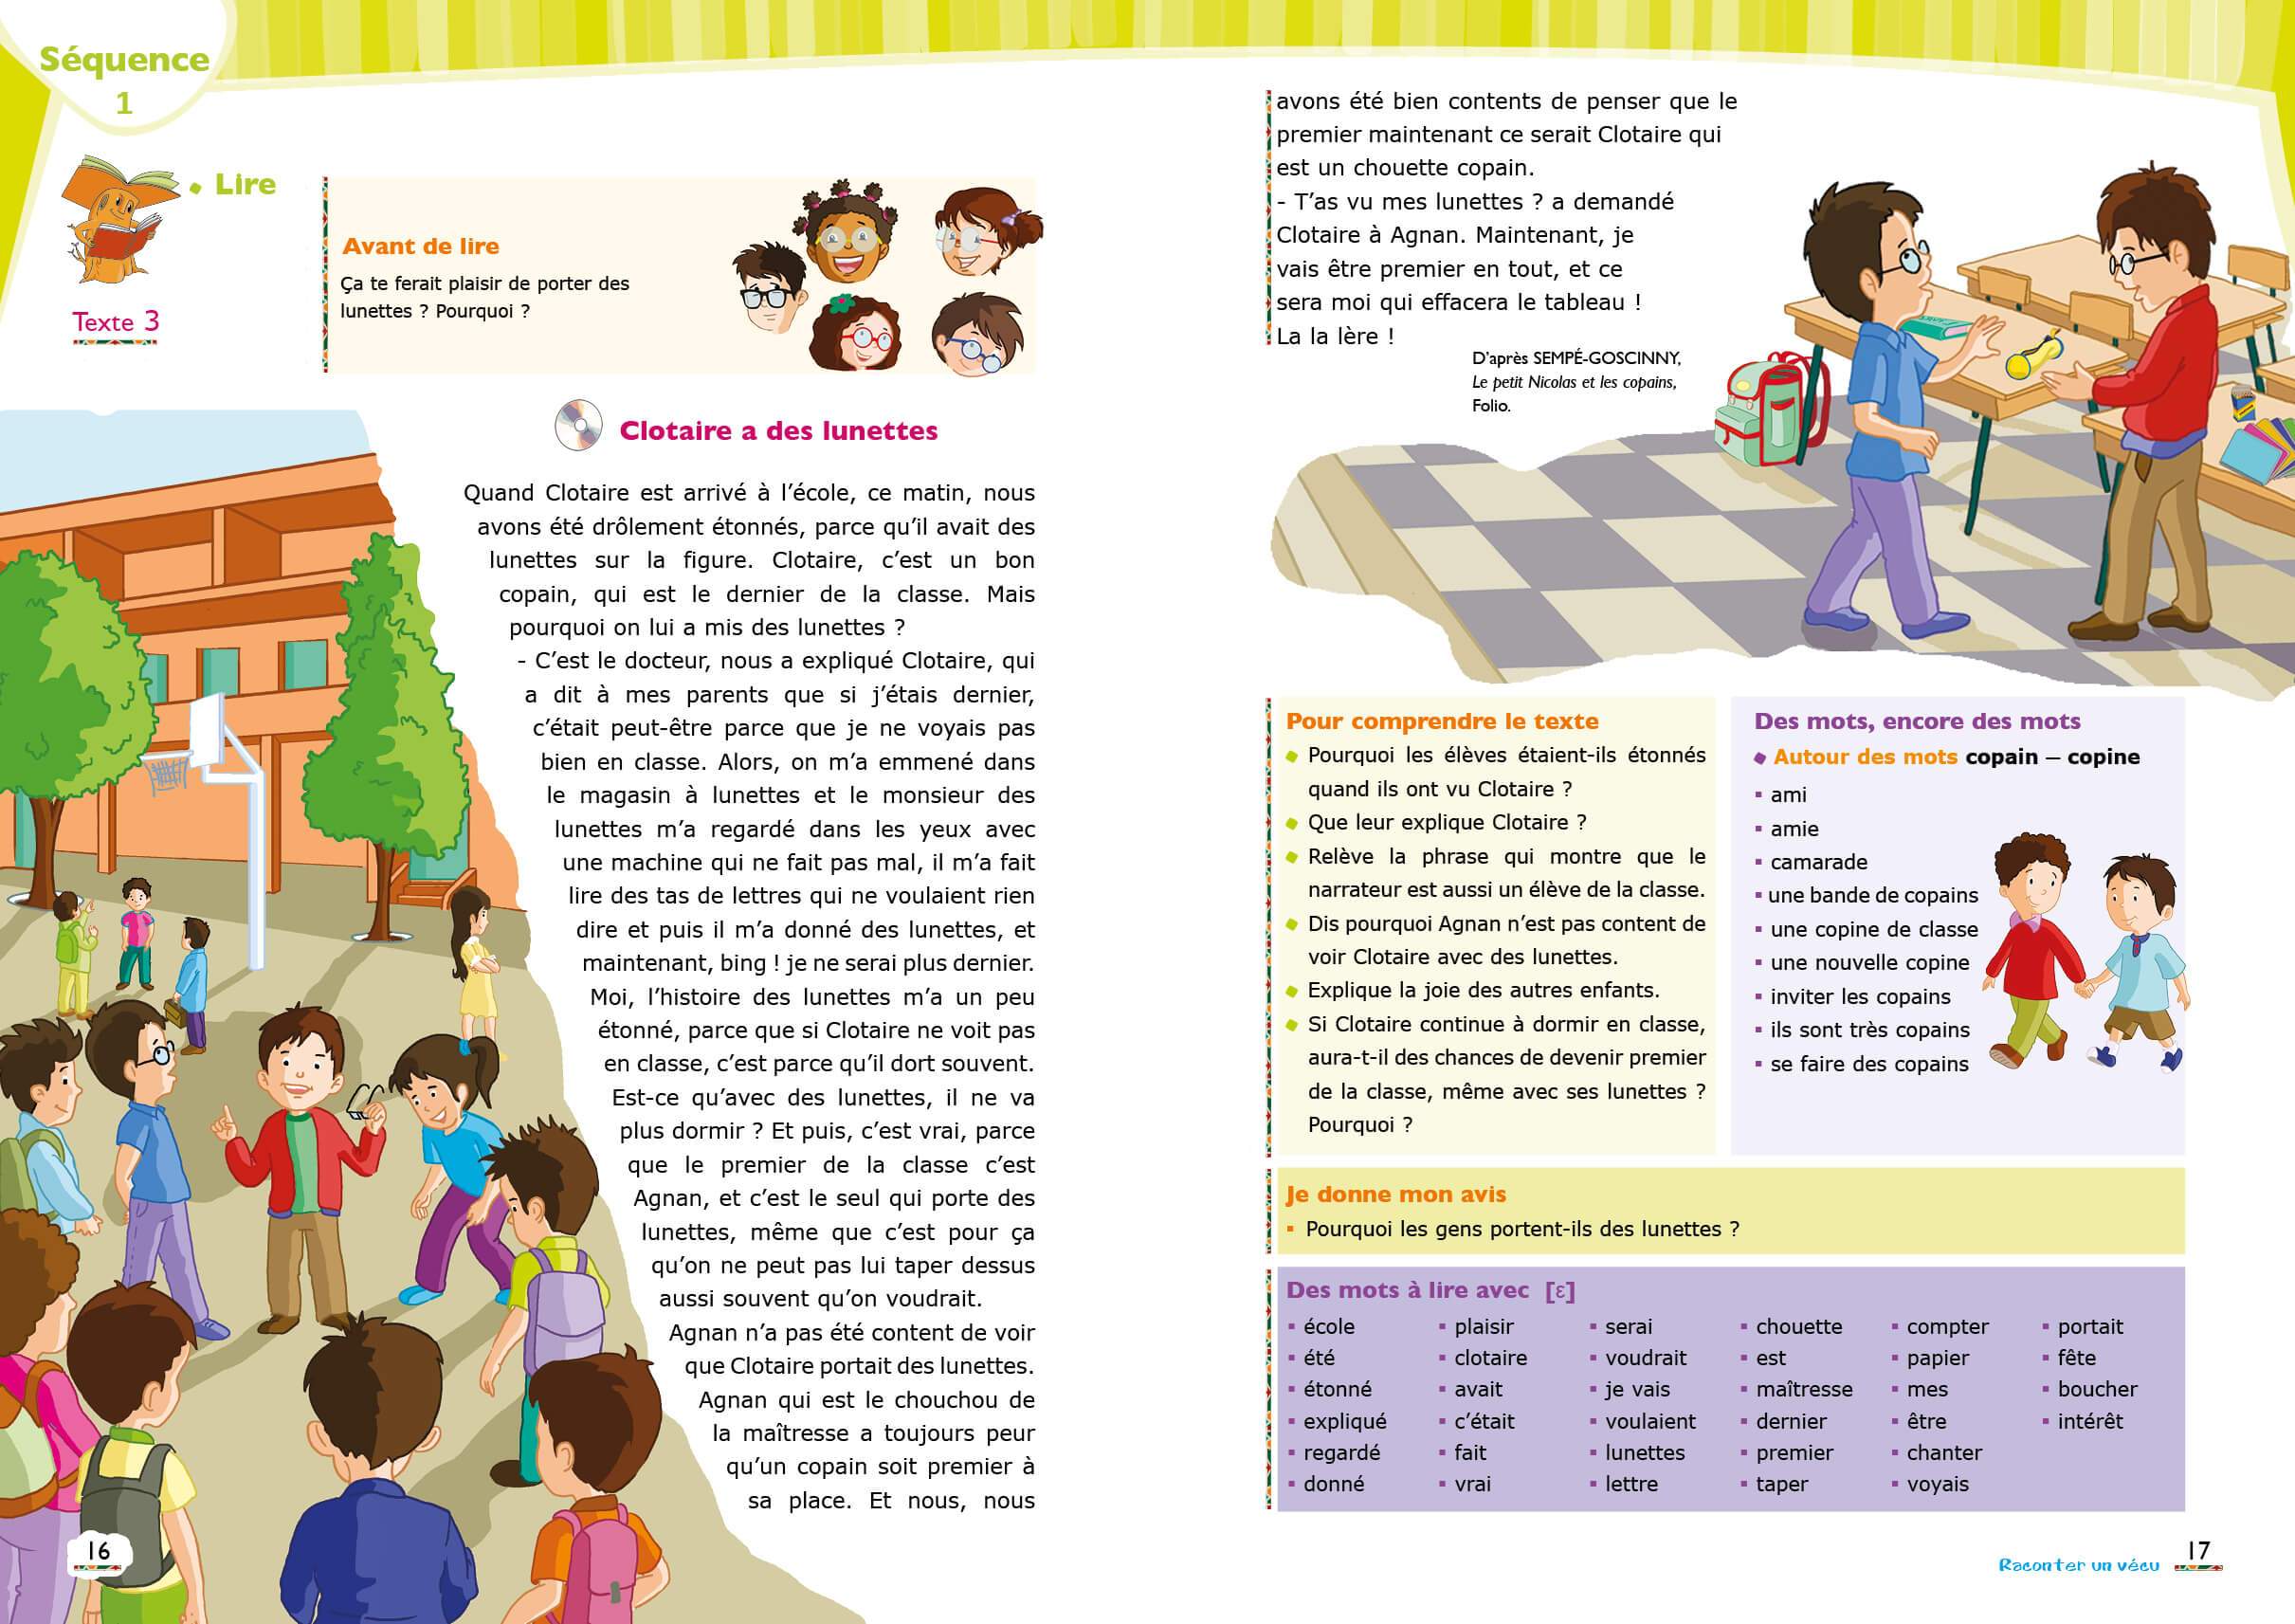 Séquence
1
• Lire
Texte 3
Avant de lire
Ça te ferait plaisir de porter des
lunettes ? Pourquoi ?
Clotaire a des lunettes
Quand Clotaire est arrivé à l’école, ce matin, nous
avons été drôlement étonnés, parce qu’il avait des
lunettes sur la figure. Clotaire, c’est un bon
copain, qui est le dernier de la classe. Mais
pourquoi on lui a mis des lunettes ?
- C’est le docteur, nous a expliqué Clotaire, qui
a dit à mes parents que si j’étais dernier,
c’était peut-être parce que je ne voyais pas
bien en classe. Alors, on m’a emmené dans
le magasin à lunettes et le monsieur des
lunettes m’a regardé dans les yeux avec
une machine qui ne fait pas mal, il m’a fait
lire des tas de lettres qui ne voulaient rien
dire et puis il m’a donné des lunettes, et
maintenant, bing ! je ne serai plus dernier.
Moi, l’histoire des lunettes m’a un peu
étonné, parce que si Clotaire ne voit pas
en classe, c’est parce qu’il dort souvent.
Est-ce qu’avec des lunettes, il ne va
plus dormir ? Et puis, c’est vrai, parce
que le premier de la classe c’est
Agnan, et c’est le seul qui porte des
lunettes, même que c’est pour ça
qu’on ne peut pas lui taper dessus
aussi souvent qu’on voudrait.
Agnan n’a pas été content de voir
que Clotaire portait des lunettes.
Agnan qui est le chouchou de
la maîtresse a toujours peur
qu’un copain soit premier à
sa place. Et nous, nous
16
avons été bien contents de penser que le
premier maintenant ce serait Clotaire qui
est un chouette copain.
- T’as vu mes lunettes ? a demandé
Clotaire à Agnan. Maintenant, je
vais être premier en tout, et ce
sera moi qui effacera le tableau !
La la lère !
D’après SEMPÉ-GOSCINNY,
Le petit Nicolas et les copains,
Folio.
Pour comprendre le texte
Pourquoi les élèves étaient-ils étonnés
quand ils ont vu Clotaire ?
Que leur explique Clotaire ?
Relève la phrase qui montre que le
narrateur est aussi un élève de la classe.
Dis pourquoi Agnan n’est pas content de
voir Clotaire avec des lunettes.
Explique la joie des autres enfants.
Si Clotaire continue à dormir en classe,
aura-t-il des chances de devenir premier
de la classe, même avec ses lunettes ?
Pourquoi ?
Des mots, encore des mots
Autour des mots copain – copine
ami
amie
camarade
une bande de copains
une copine de classe
une nouvelle copine
inviter les copains
ils sont très copains
se faire des copains
Je donne mon avis
Pourquoi les gens portent-ils des lunettes ?
Des mots à lire avec [ε]
école plaisir serai chouette compter portait
été clotaire voudrait est papier fête
étonné avait je vais maîtresse mes boucher
expliqué c’était voulaient dernier être intérêt
regardé fait lunettes premier chanter
donné vrai lettre taper voyais
Raconter un vécu
17